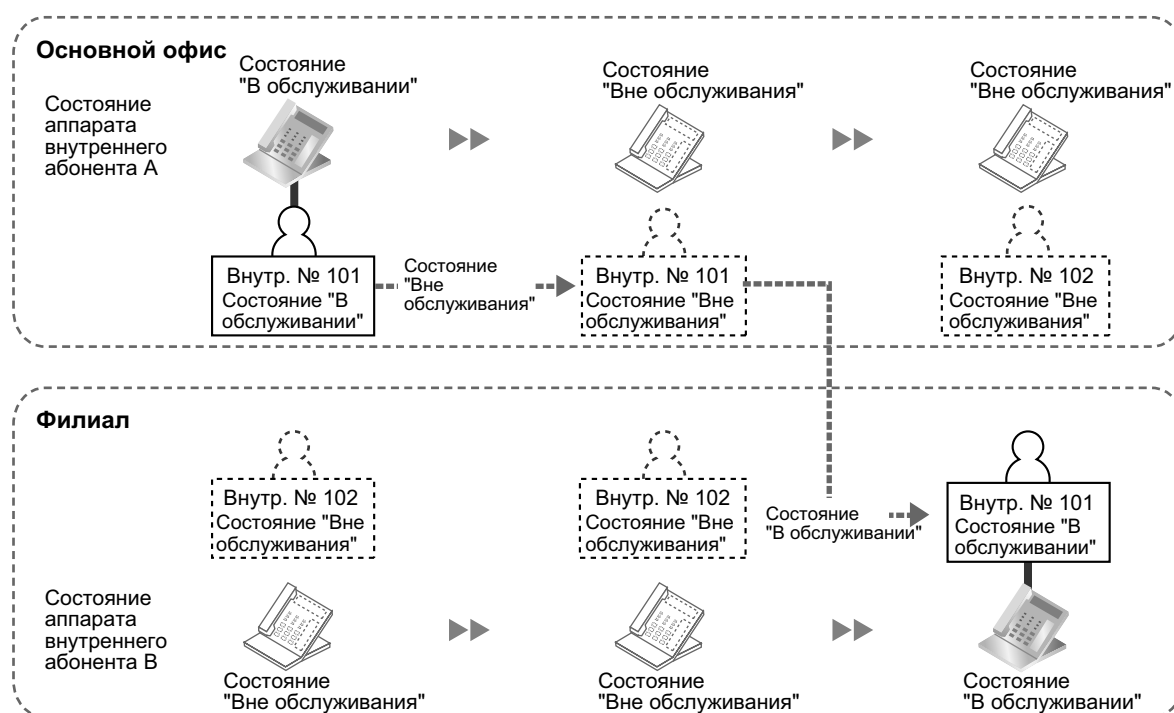 Основной офис
Состояние
"В обслуживании"
Состояние
"Вне обслуживания"
Состояние
"Вне обслуживания"
Состояние
аппарата
внутреннего
абонента A
Внутр. № 101
Состояние "В
обслуживании"
Состояние
"Вне
обслуживания"
Внутр. № 101
Состояние "Вне
обслуживания"
Внутр. № 102
Состояние "Вне
обслуживания"
Филиал
Внутр. № 102
Состояние "Вне
обслуживания"
Внутр. № 102
Состояние "Вне
обслуживания"
Состояние
"В обслуживании"
Внутр. № 101
Состояние "В
обслуживании"
Состояние
аппарата
внутреннего
абонента B
Состояние
"Вне обслуживания"
Состояние
"Вне обслуживания"
Состояние
"В обслуживании"